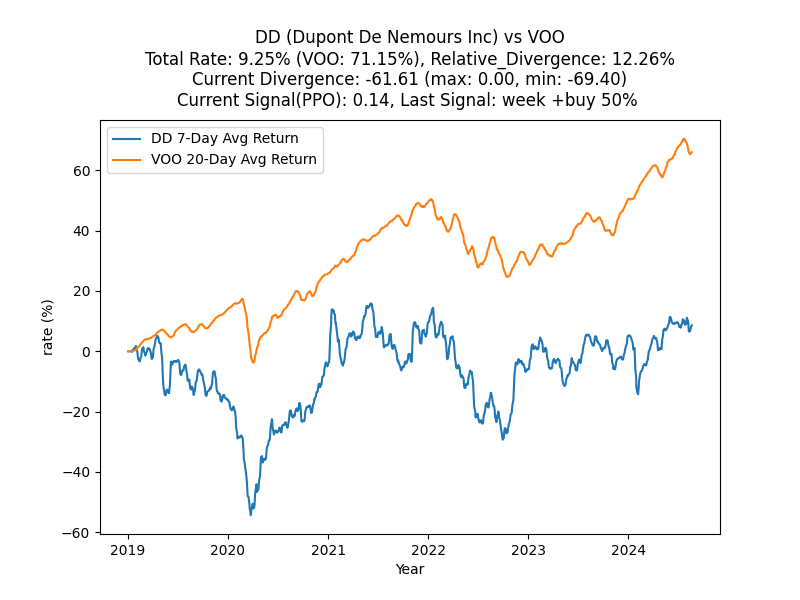 DD (Dupont De Nemours Inc) vs VOO
Total Rate: 9.25% (VOO: 71.15%), Relative_Divergence: 12.26%
Current Divergence: -61.61 (max: 0.00, min: -69.40)
Current Signal(PPO): 0.14, Last Signal: week +buy 50%
DD 7-Day Avg Return
VOO 20-Day Avg Return
rate (%)
60
40
20
0
−20
−40
−60
2019 2020 2021 2022 2023 2024
Year